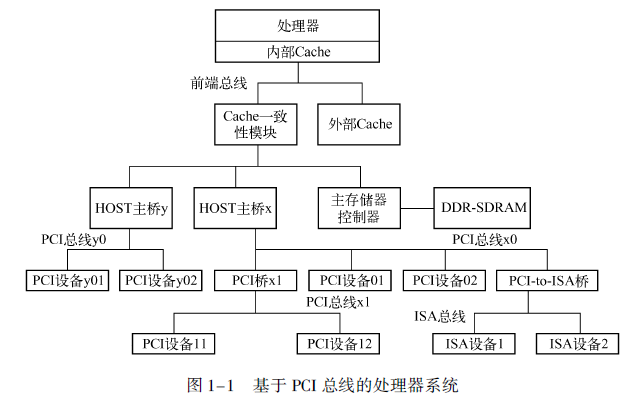 处理器
内部Cache
前端总线
Cache一致
性模块
外部Cache
HOST主桥y
HOST主桥x
主存储器
控制器
DDR-SDRAM
PCI总线y0
PCI总线x0
PCI设备y01
PCI设备y02
PCI桥x1
PCI设备01
PCI设备02
PCI-to-ISA桥
PCI总线x1
ISA总线
PCI设备11
PCI设备12
ISA设备1
ISA设备2
图 1-1 基于 PCI 总线的处理器系统